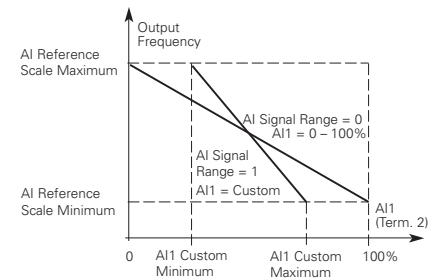 Output
Frequency
AI Reference
Scale Maximum
AI Signal Range = 0
AI1 = 0 – 100%
AI Signal
Range = 1
AI1 = Custom
AI Reference
Scale Minimum
AI1
(Term. 2)
0
AI1 Custom
Minimum
AI1 Custom
Maximum
100%